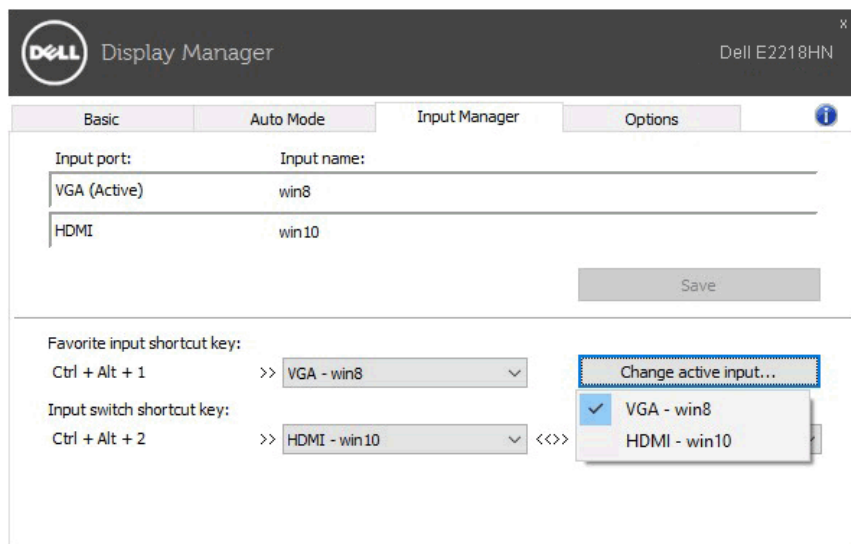 DELL Display Manager
x
Dell E2218HN
Basic Auto Mode Input Manager Options i
Input port: Input name:
VGA (Active) win8
HDMI win10
Save
Favorite input shortcut key:
Ctrl + Alt + 1 >> VGA - win8 Change active input...
Input switch shortcut key: VGA - win8
Ctrl + Alt + 2 >> HDMI - win10 <<>> HDMI - win10